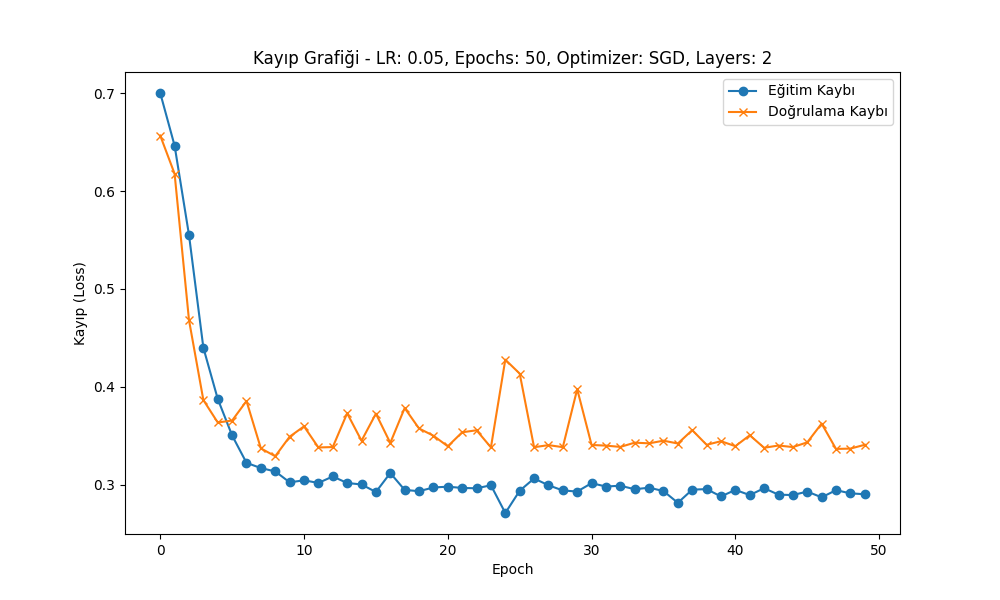 Kayıp Grafiği - LR: 0.05, Epochs: 50, Optimizer: SGD, Layers: 2
Eğitim Kaybı
Doğrulama Kaybı
0.7
0.6
0.5
0.4
0.3
Kayıp (Loss)
0 10 20 30 40 50
Epoch